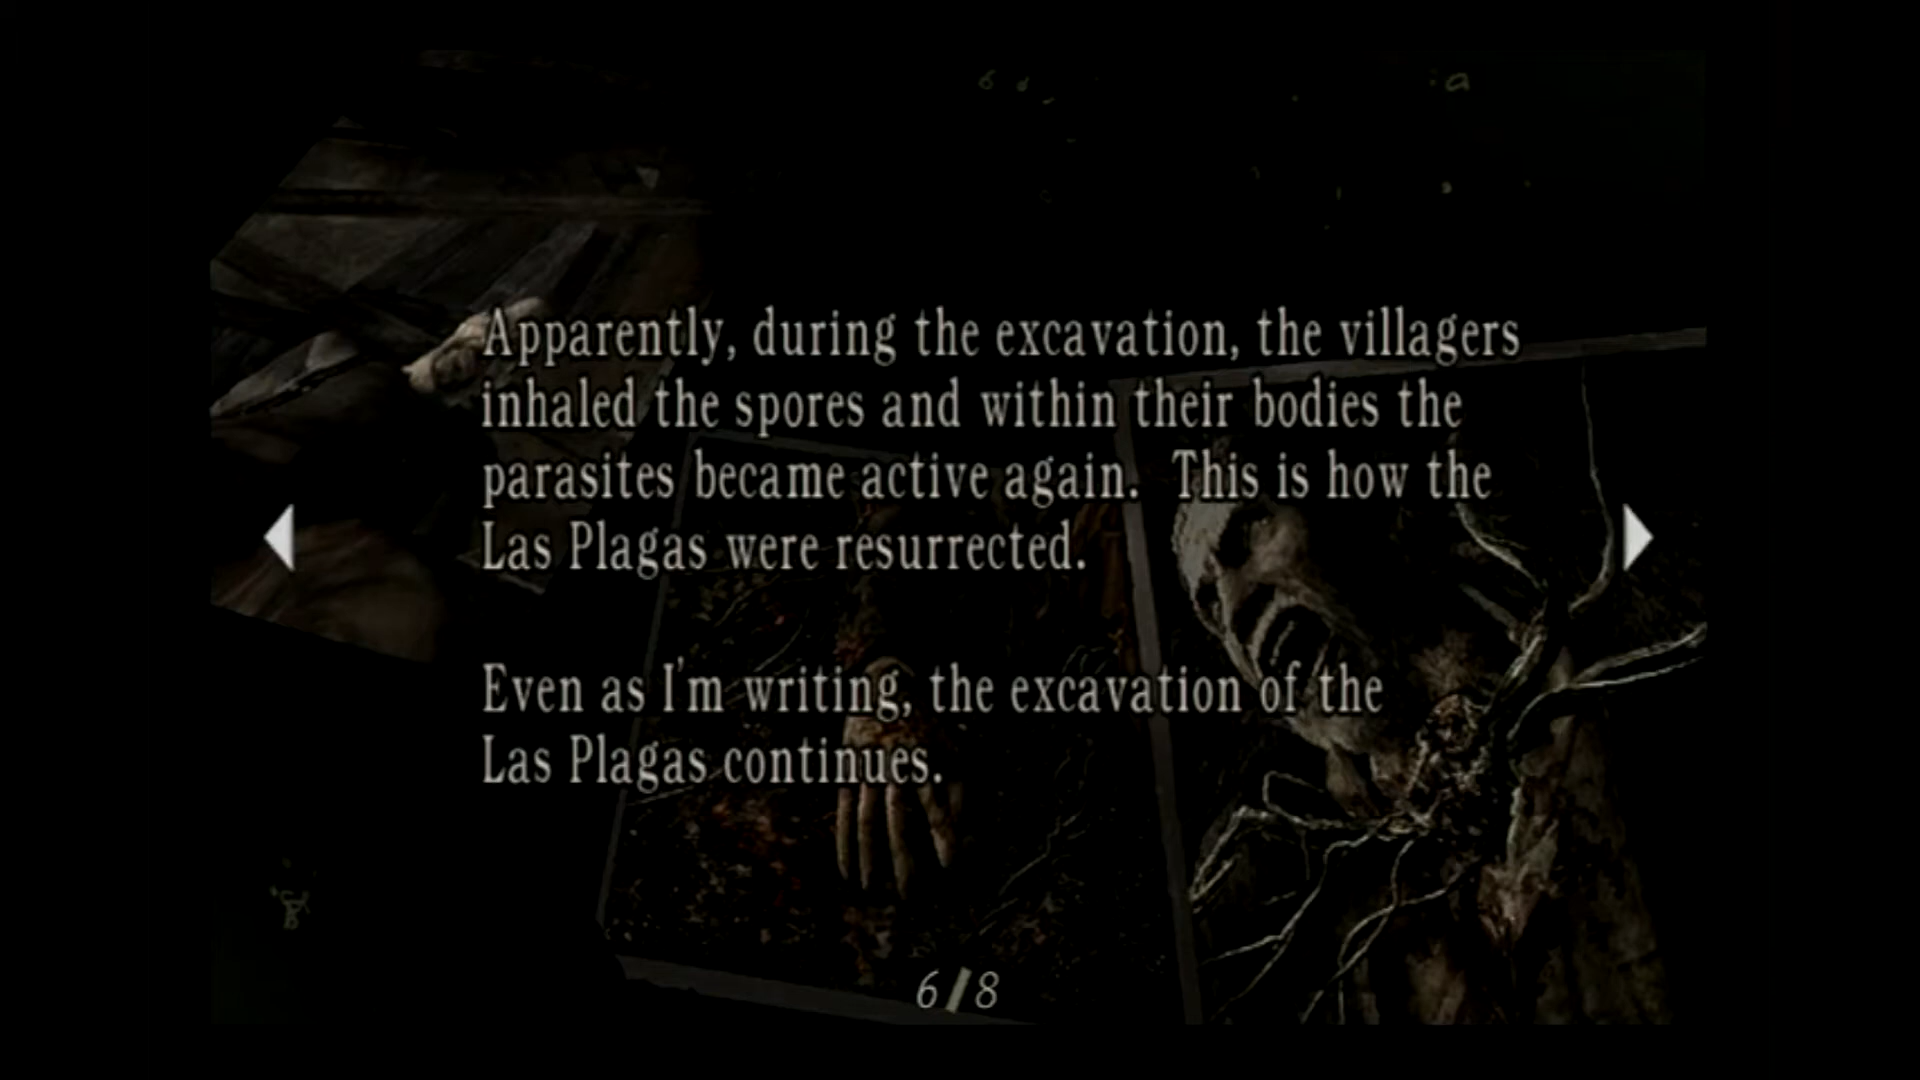 Apparently, during the excavation, the villagers
inhaled the spores and within their bodies the
parasites became active again. This is how the
Las Plagas were resurrected.
Even as I'm writing, the excavation of the
Las Plagas continues.
6/8